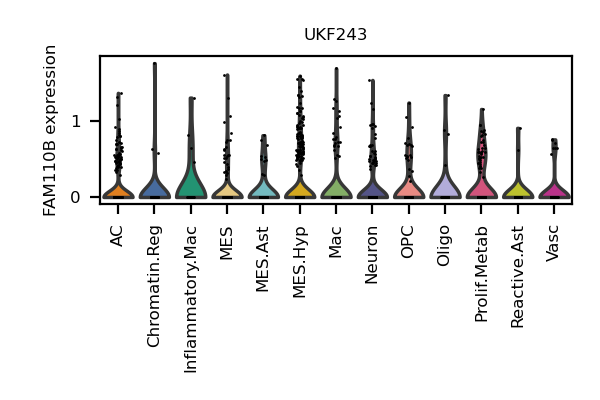 UKF243
FAM110B expression
1
0
AC
Chromatin.Reg
Inflammatory.Mac
MES
MES.Ast
MES.Hyp
Mac
Neuron
OPC
Oligo
Prolif.Metab
Reactive.Ast
Vasc